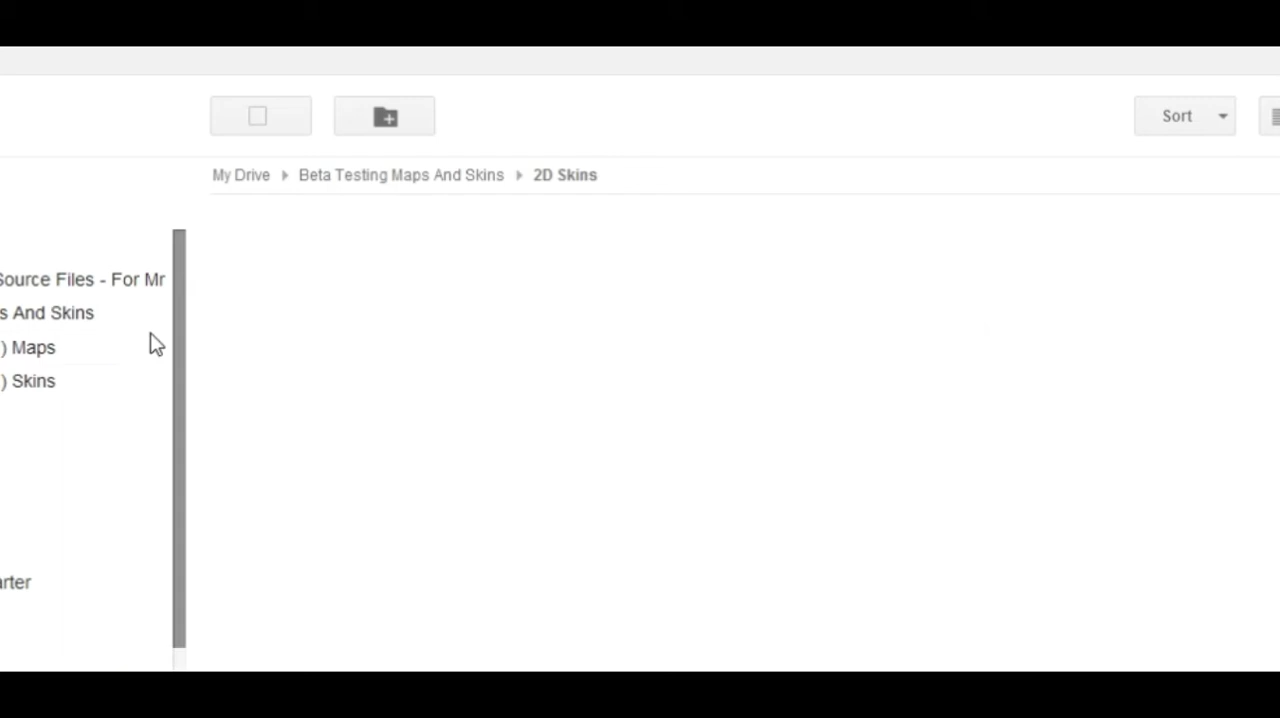 Sort
My Drive Beta Testing Maps And Skins 2D Skins
Source Files - For Mr
s And Skins
) Maps
) Skins
arter